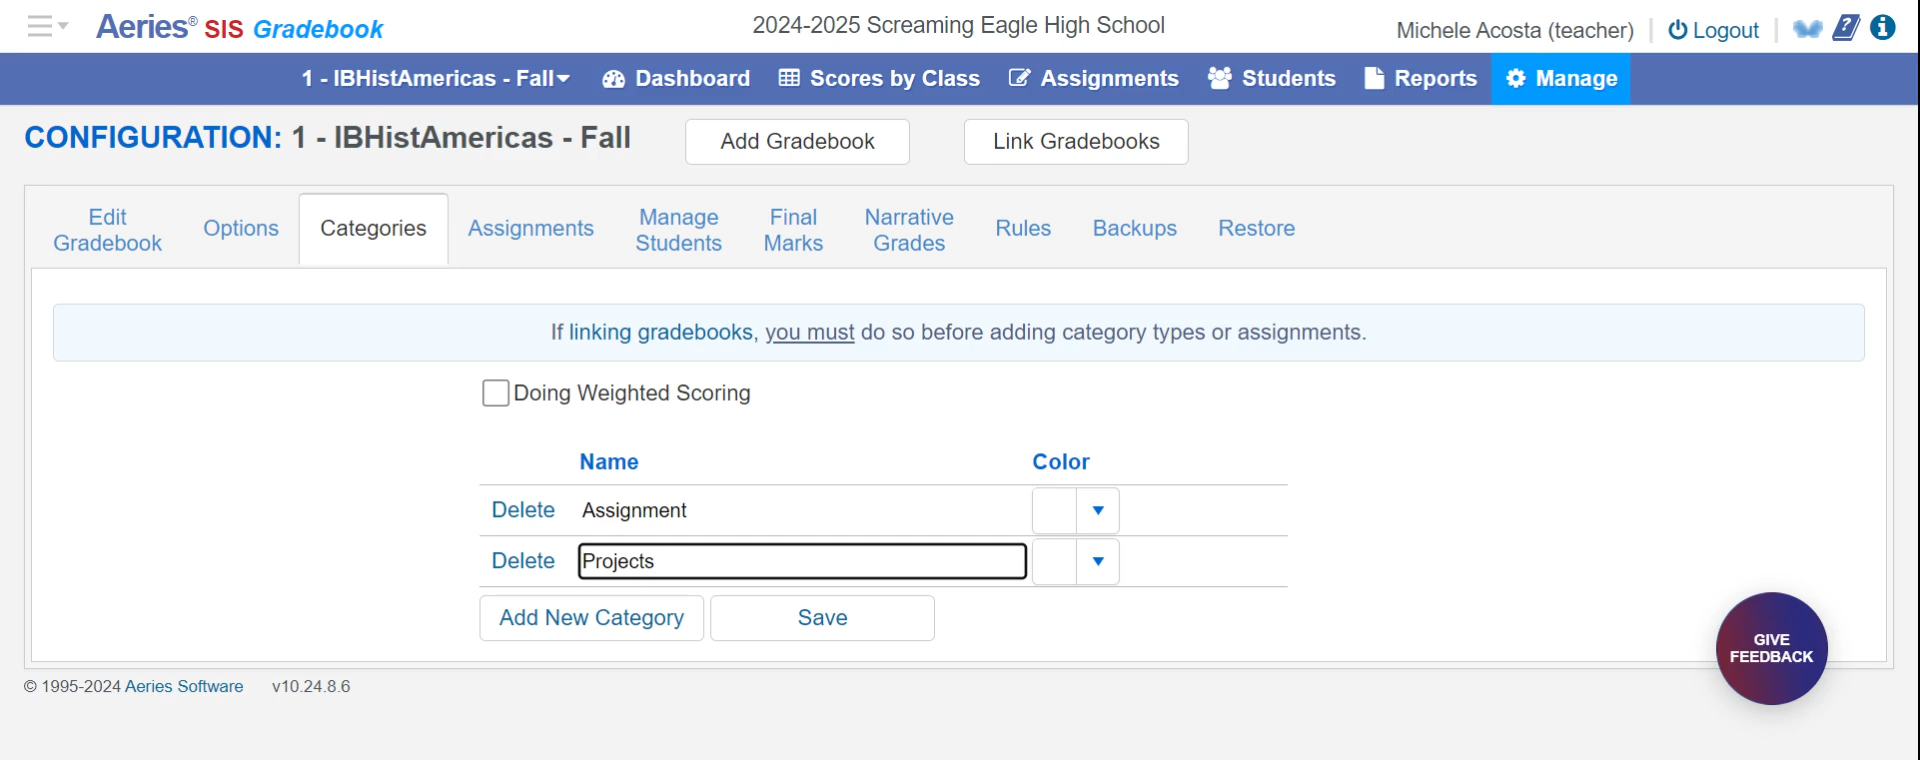 Aeries® SIS Gradebook
2024-2025 Screaming Eagle High School
Michele Acosta (teacher) | Logout |
1 - IBHistAmericas - Fall Dashboard Scores by Class Assignments Students Reports Manage
CONFIGURATION: 1 - IBHistAmericas - Fall
Add Gradebook
Link Gradebooks
Edit Gradebook
Options
Categories
Assignments
Manage Students
Final Marks
Narrative Grades
Rules
Backups
Restore
If linking gradebooks, you must do so before adding category types or assignments.
Doing Weighted Scoring
Name Color
Delete Assignment
Delete Projects
Add New Category Save
GIVE
FEEDBACK
© 1995-2024 Aeries Software v10.24.8.6